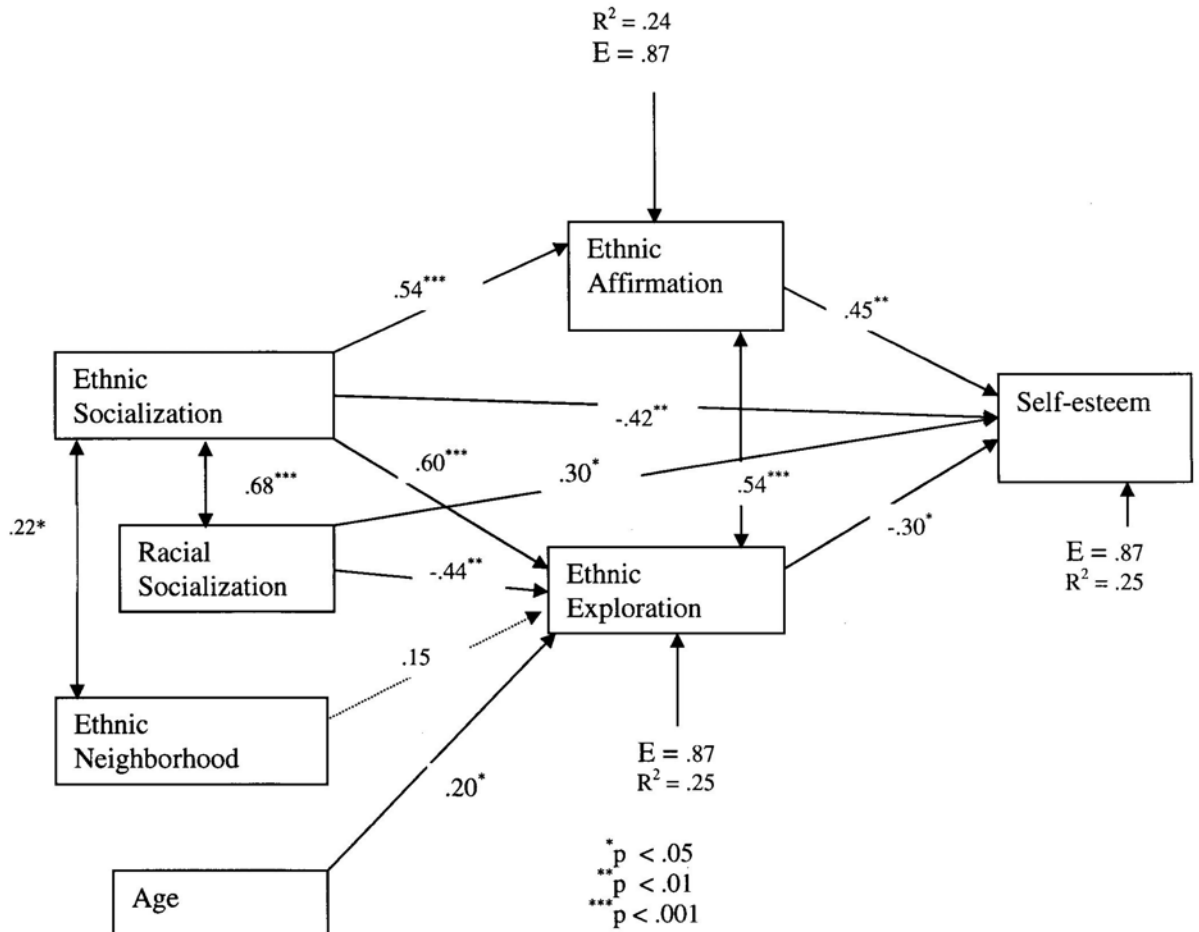 R² = .24
E = .87
Ethnic
Affirmation
.54***
.45**
Ethnic
Socialization
Self-esteem
-.42**
.60***
.30*
.68***
.54***
.22*
-.30*
Racial
Socialization
-.44**
Ethnic
Exploration
E = .87
R² = .25
.15
Ethnic
Neighborhood
E = .87
R² = .25
.20*
*p < .05
**p < .01
***p < .001
Age